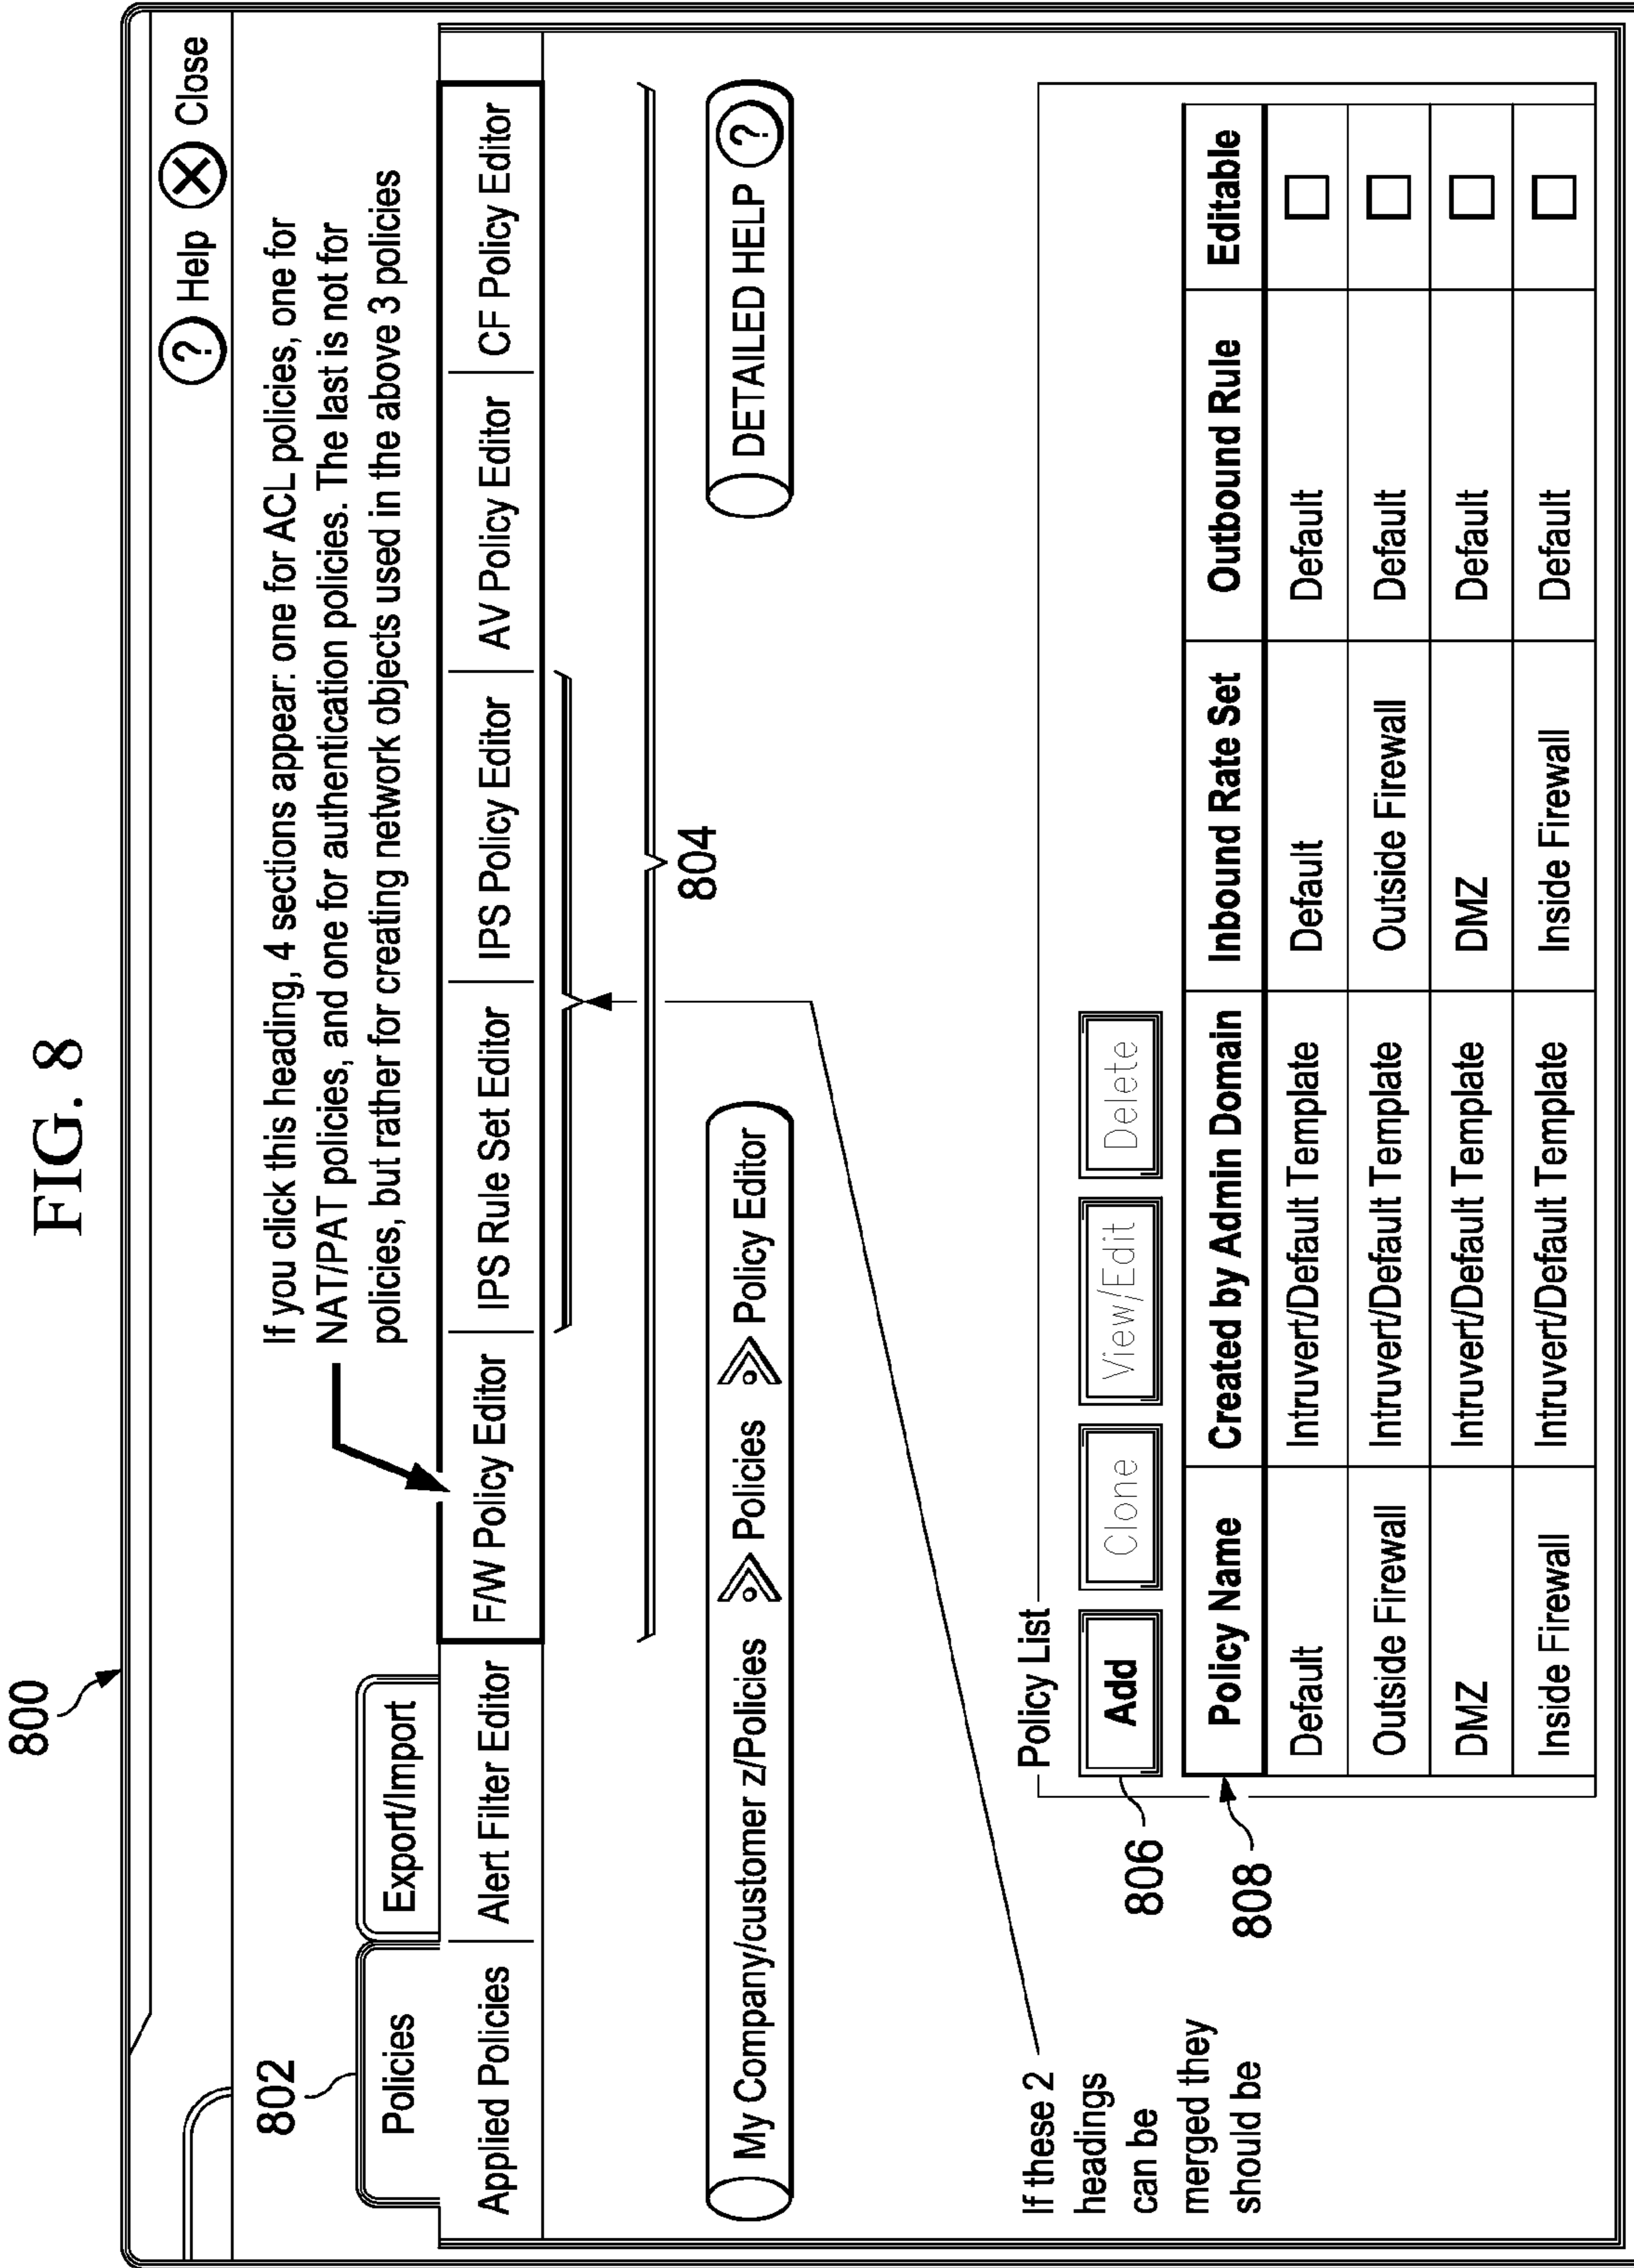 FIG. 8
800
? Help X Close
802
If you click this heading, 4 sections appear: one for ACL policies, one for
NAT/PAT policies, and one for authentication policies. The last is not for
policies, but rather for creating network objects used in the above 3 policies
Policies Export/Import
Applied Policies Alert Filter Editor F/W Policy Editor IPS Rule Set Editor IPS Policy Editor AV Policy Editor CF Policy Editor
804
My Company/customer z/Policies Policies Policy Editor DETAILED HELP ?
If these 2
headings
can be
merged they
should be
Policy List
806
Add Clone View/Edit Delete
808
Policy Name Created by Admin Domain Inbound Rate Set Outbound Rule Editable
Default Intruvert/Default Template Default Default
Outside Firewall Intruvert/Default Template Outside Firewall Default
DMZ Intruvert/Default Template DMZ Default
Inside Firewall Intruvert/Default Template Inside Firewall Default